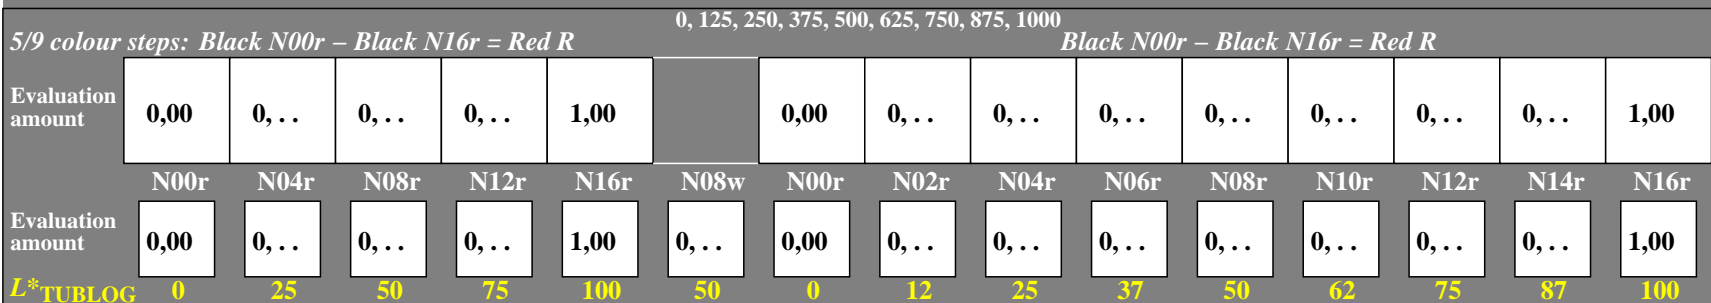 0, 125, 250, 375, 500, 625, 750, 875, 1000
5/9 colour steps: Black N00r – Black N16r = Red R Black N00r – Black N16r = Red R
Evaluation
amount 0,00 0, . . 0, . . 0, . . 1,00 0,00 0, . . 0, . . 0, . . 0, . . 0, . . 0, . . 0, . . 1,00
N00r N04r N08r N12r N16r N08w N00r N02r N04r N06r N08r N10r N12r N14r N16r
Evaluation
amount 0,00 0, . . 0, . . 0, . . 1,00 0, . . 0,00 0, . . 0, . . 0, . . 0, . . 0, . . 0, . . 0, . . 1,00
L*TUBLOG 0 25 50 75 100 50 0 12 25 37 50 62 75 87 100